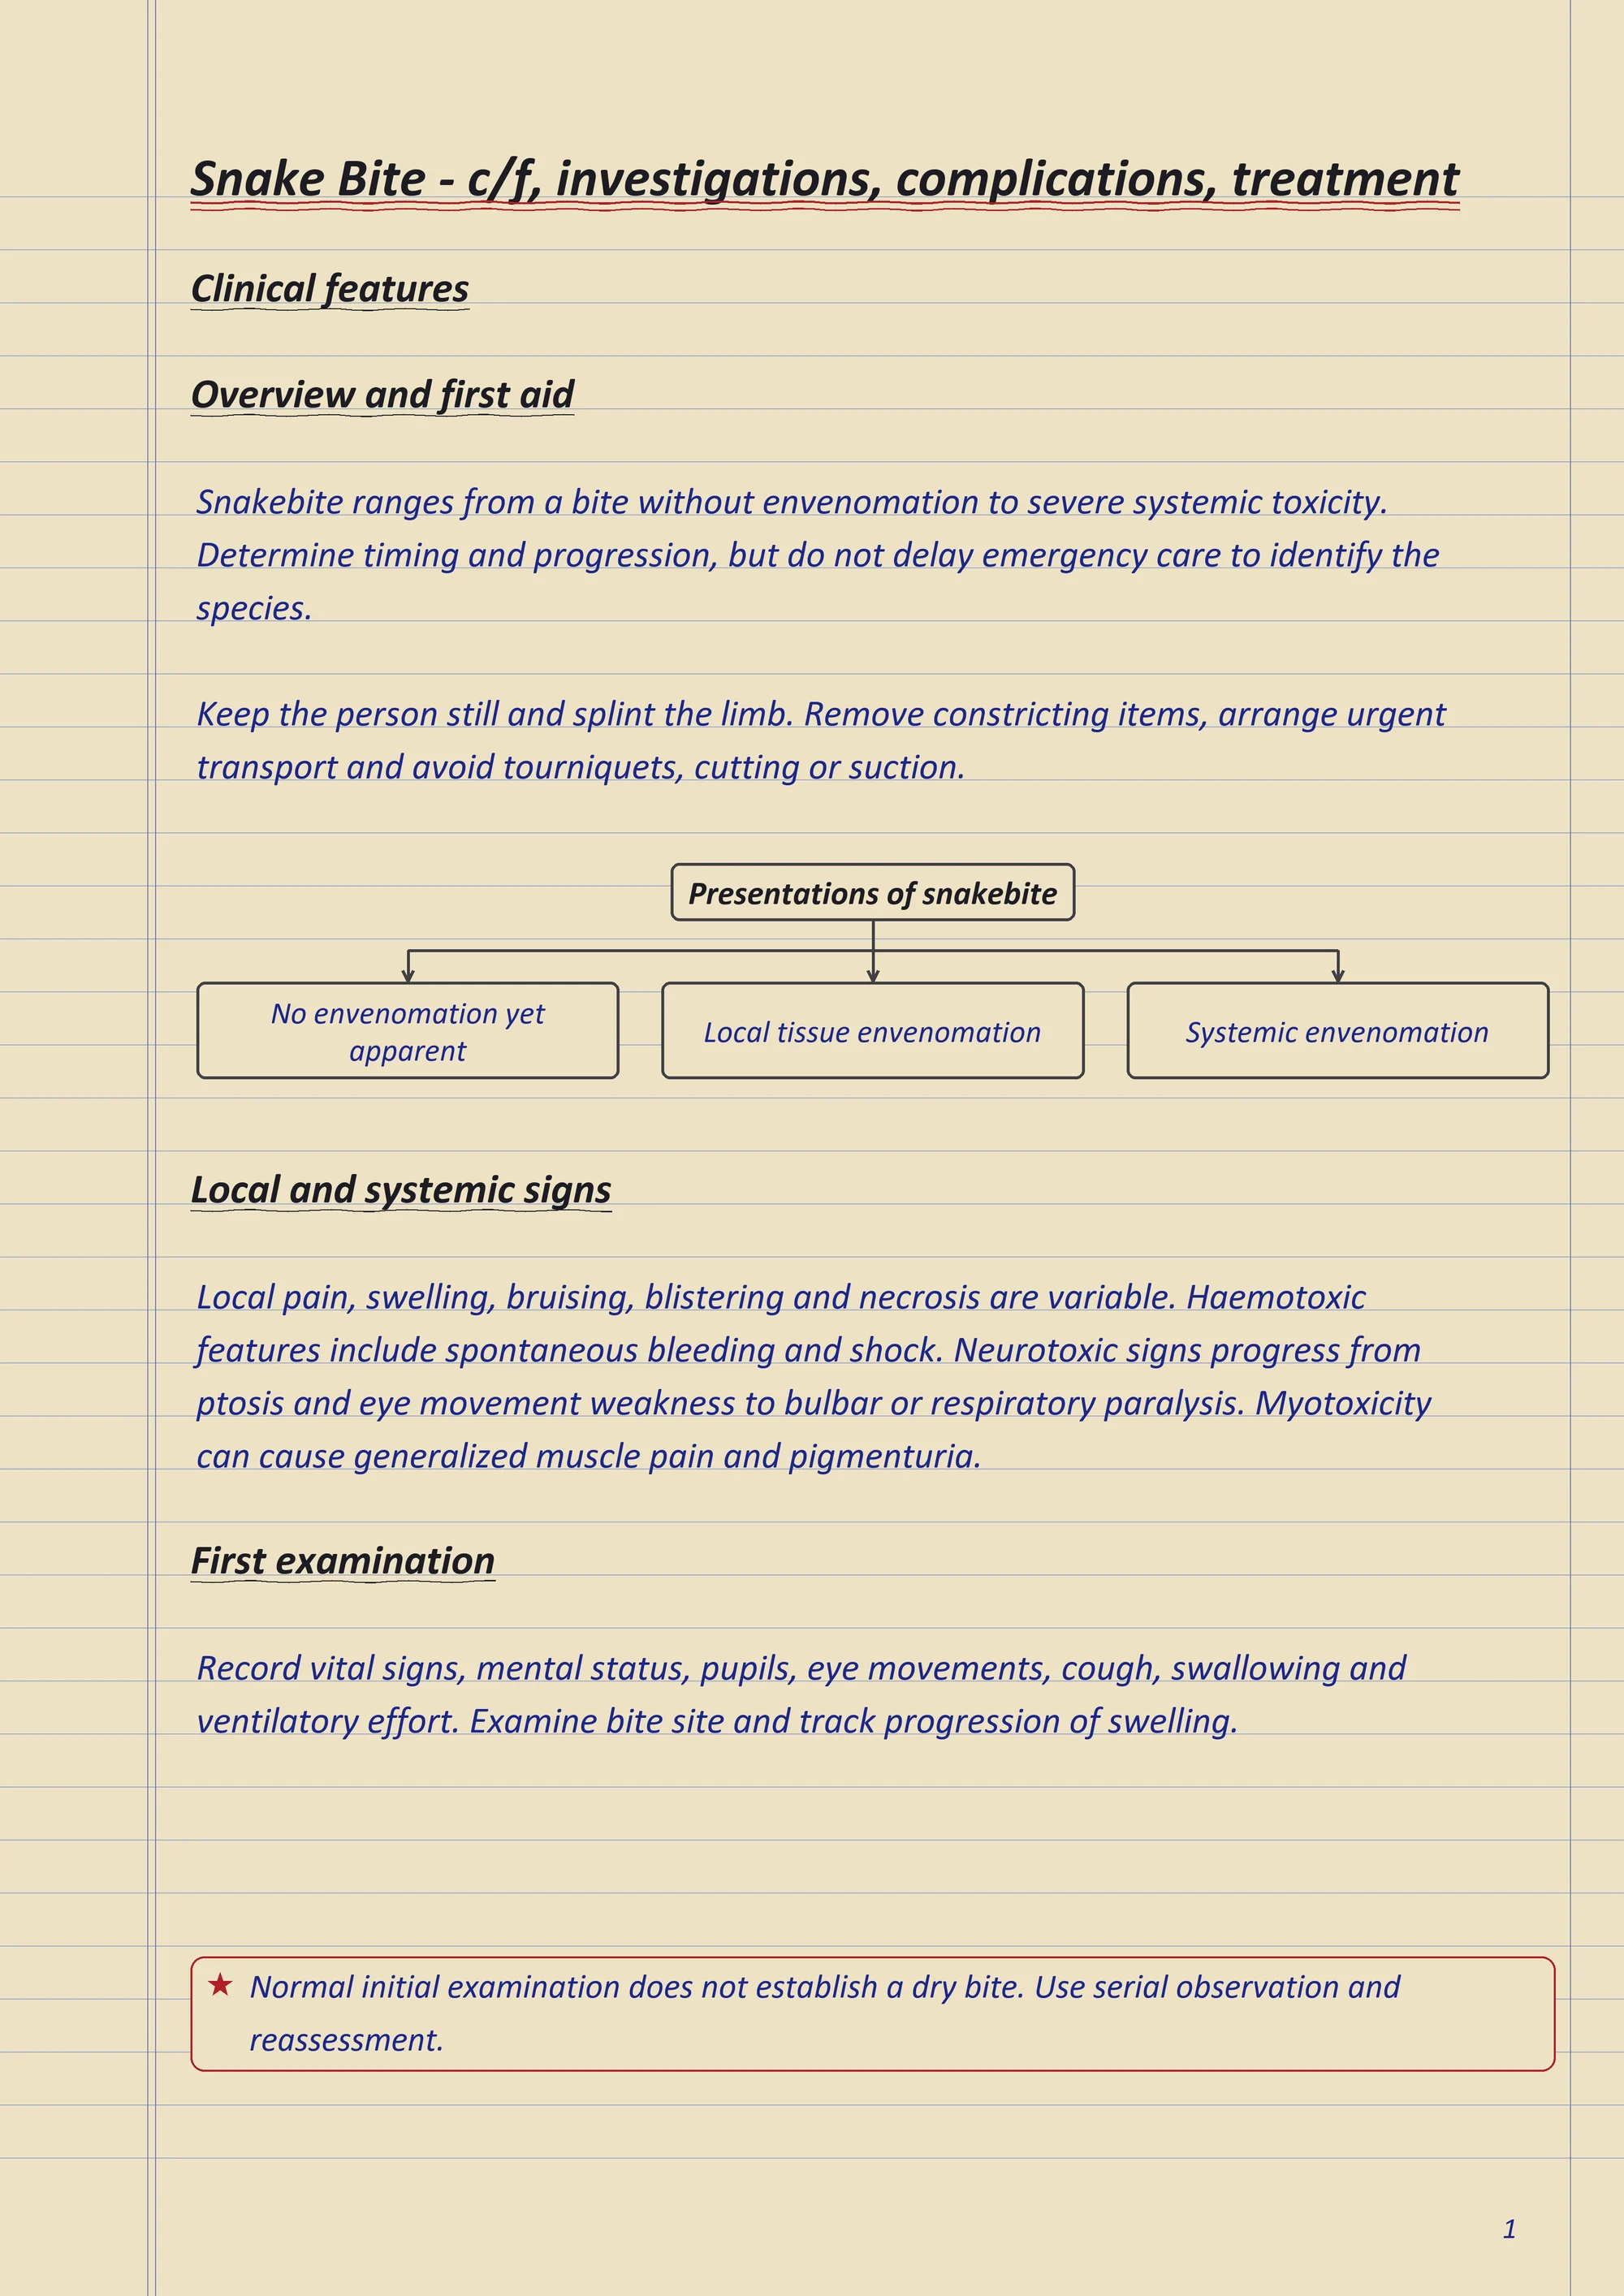 Snake Bite - c/f, investigations, complications, treatment
Clinical features
Overview and first aid
Snakebite ranges from a bite without envenomation to severe systemic toxicity.
Determine timing and progression, but do not delay emergency care to identify the
species.
Keep the person still and splint the limb. Remove constricting items, arrange urgent
transport and avoid tourniquets, cutting or suction.
Presentations of snakebite
No envenomation yet
apparent
Local tissue envenomation
Systemic envenomation
Local and systemic signs
Local pain, swelling, bruising, blistering and necrosis are variable. Haemotoxic
features include spontaneous bleeding and shock. Neurotoxic signs progress from
ptosis and eye movement weakness to bulbar or respiratory paralysis. Myotoxicity
can cause generalized muscle pain and pigmenturia.
First examination
Record vital signs, mental status, pupils, eye movements, cough, swallowing and
ventilatory effort. Examine bite site and track progression of swelling.
★ Normal initial examination does not establish a dry bite. Use serial observation and
reassessment.
1